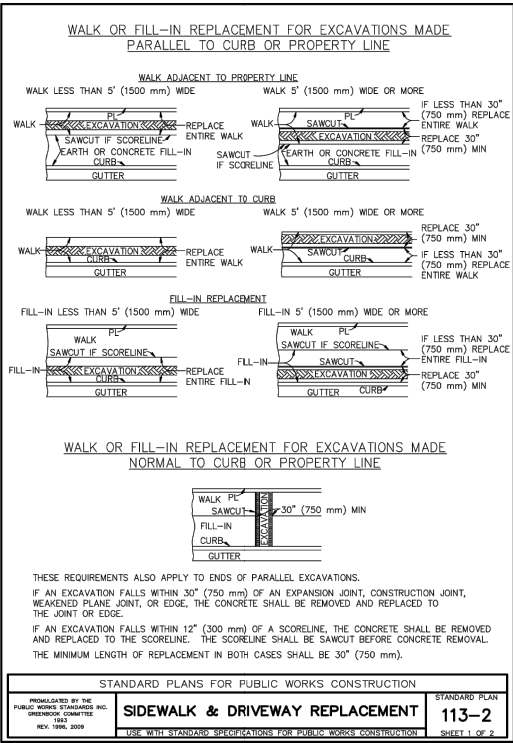 WALK OR FILL-IN REPLACEMENT FOR EXCAVATIONS MADE
PARALLEL TO CURB OR PROPERTY LINE
WALK ADJACENT TO PROPERTY LINE
WALK LESS THAN 5' (1500 mm) WIDE
PL
WALK
EXCAVATION
REPLACE
ENTIRE WALK
SAWCUT IF SCORELINE
EARTH OR CONCRETE FILL-IN
CURB
GUTTER
WALK 5' (1500 mm) WIDE OR MORE
PL
WALK
SAWCUT
EXCAVATION
SAWCUT
IF SCORELINE
EARTH OR CONCRETE FILL-IN
CURB
GUTTER
IF LESS THAN 30"
(750 mm) REPLACE
ENTIRE WALK
REPLACE 30"
(750 mm) MIN
WALK ADJACENT TO CURB
WALK LESS THAN 5' (1500 mm) WIDE
WALK
EXCAVATION
REPLACE
ENTIRE WALK
CURB
GUTTER
WALK 5' (1500 mm) WIDE OR MORE
EXCAVATION
WALK
SAWCUT
CURB
GUTTER
REPLACE 30"
(750 mm) MIN
IF LESS THAN 30"
(750 mm) REPLACE
ENTIRE WALK
FILL-IN REPLACEMENT
FILL-IN LESS THAN 5' (1500 mm) WIDE
PL
WALK
SAWCUT IF SCORELINE
FILL-IN
EXCAVATION
REPLACE
ENTIRE FILL-IN
CURB
GUTTER
FILL-IN 5' (1500 mm) WIDE OR MORE
WALK PL
SAWCUT IF SCORELINE
FILL-IN
SAWCUT
EXCAVATION
GUTTER CURB
IF LESS THAN 30"
(750 mm) REPLACE
ENTIRE FILL-IN
REPLACE 30"
(750 mm) MIN
WALK OR FILL-IN REPLACEMENT FOR EXCAVATIONS MADE
NORMAL TO CURB OR PROPERTY LINE
WALK PL
SAWCUT
30" (750 mm) MIN
FILL-IN
EXCAVATION
CURB
GUTTER
THESE REQUIREMENTS ALSO APPLY TO ENDS OF PARALLEL EXCAVATIONS.
IF AN EXCAVATION FALLS WITHIN 30" (750 mm) OF AN EXPANSION JOINT, CONSTRUCTION JOINT,
WEAKENED PLANE JOINT, OR EDGE, THE CONCRETE SHALL BE REMOVED AND REPLACED TO
THE JOINT OR EDGE.
IF AN EXCAVATION FALLS WITHIN 12" (300 mm) OF A SCORELINE, THE CONCRETE SHALL BE REMOVED
AND REPLACED TO THE SCORELINE. THE SCORELINE SHALL BE SAWCUT BEFORE CONCRETE REMOVAL.
THE MINIMUM LENGTH OF REPLACEMENT IN BOTH CASES SHALL BE 30" (750 mm).
STANDARD PLANS FOR PUBLIC WORKS CONSTRUCTION
PROMULGATED BY THE
PUBLIC WORKS STANDARDS INC.
GREENBOOK COMMITTEE
1993
REV. 1996, 2009
SIDEWALK & DRIVEWAY REPLACEMENT
USE WITH STANDARD SPECIFICATIONS FOR PUBLIC WORKS CONSTRUCTION
STANDARD PLAN
113-2
SHEET 1 OF 2